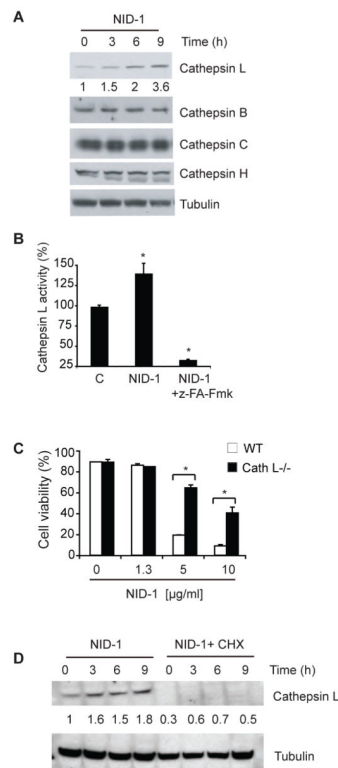 A
NID-1
0 3 6 9 Time (h)
Cathepsin L
1 1.5 2 3.6
Cathepsin B
Cathepsin C
Cathepsin H
Tubulin
B
Cathepsin L activity (%)
150
125
100
75
50
25
*
*
C NID-1 NID-1
+z-FA-Fmk
C
WT
Cath L-/-
Cell viability (%)
100
80
60
40
20
0
*
*
0 1.3 5 10
NID-1 [µg/ml]
D
NID-1 NID-1+ CHX
0 3 6 9 0 3 6 9 Time (h)
Cathepsin L
1 1.6 1.5 1.8 0.3 0.6 0.7 0.5
Tubulin